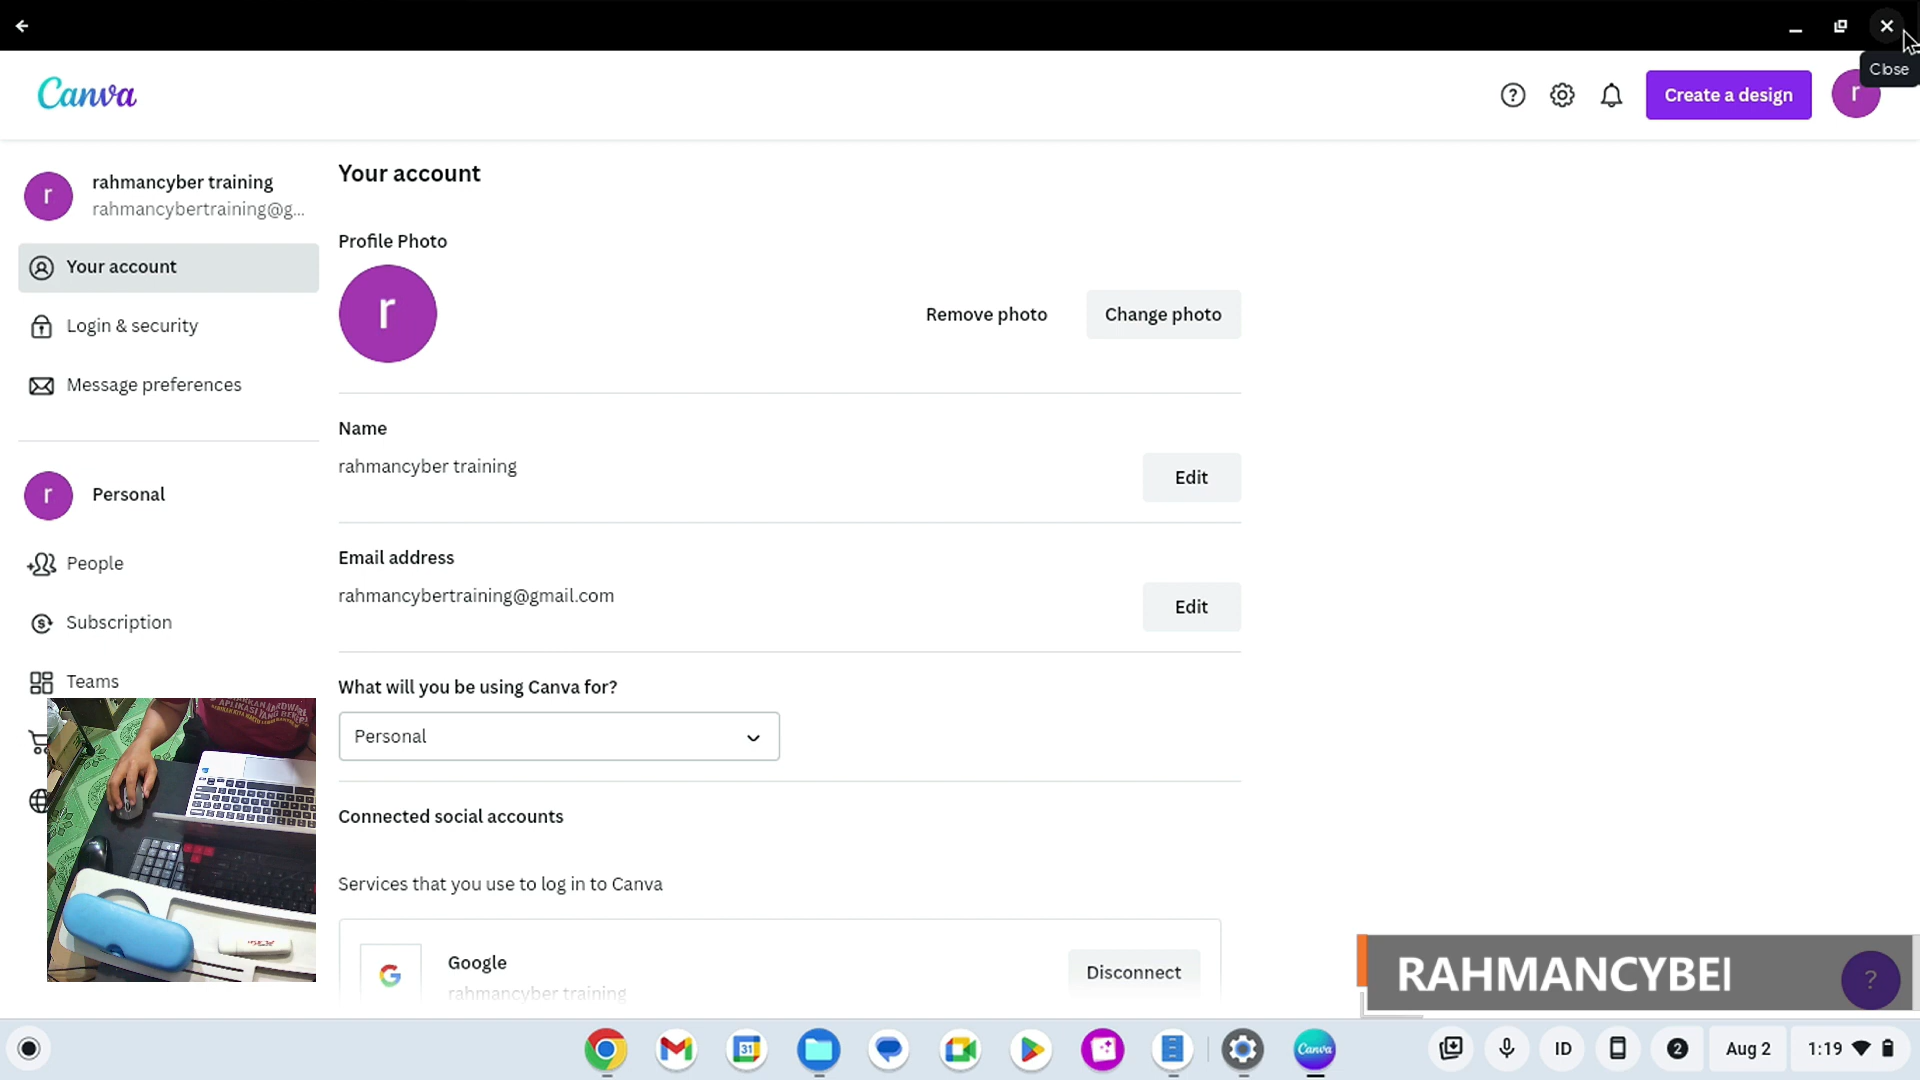 Close
Canva
Create a design
r
r
rahmancyber training
rahmancybertraining@g...
Your account
Login & security
Message preferences
r
Personal
People
Subscription
Teams
Your account
Profile Photo
r
Remove photo
Change photo
Name
rahmancyber training
Edit
Email address
rahmancybertraining@gmail.com
Edit
What will you be using Canva for?
Personal
Connected social accounts
Services that you use to log in to Canva
Google
rahmancyber training
Disconnect
RAHMANCYBE
?
31
Canva
ID
2
Aug 2
1:19